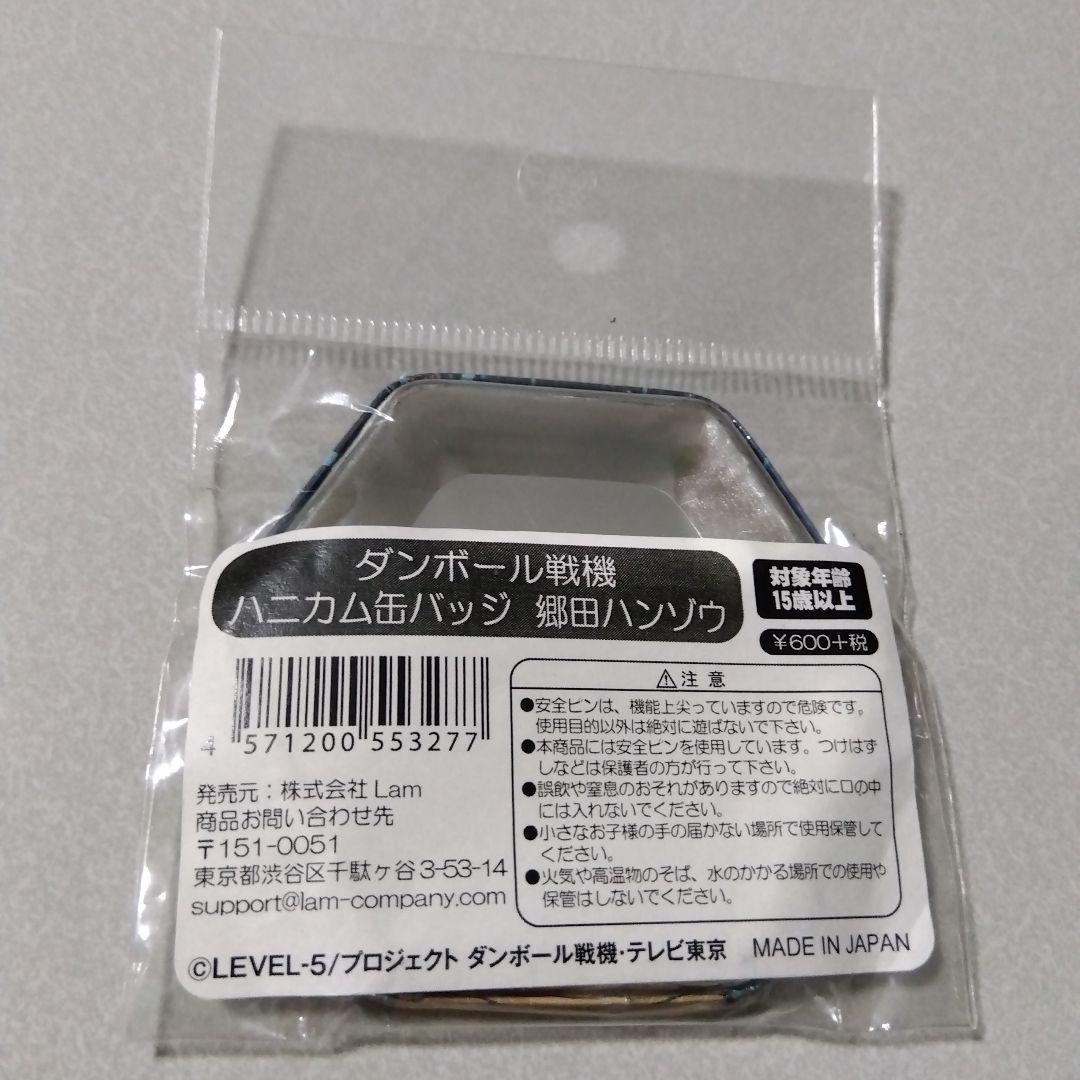 ダンボール戦機
ハニカム缶バッジ 郷田ハンゾウ
対象年齢
15歳以上
¥600+税
4 571200 553277
発売元：株式会社Lam
商品お問い合わせ先
〒151-0051
東京都渋谷区千駄ヶ谷3-53-14
support@lam-company.com
⚠注意
●安全ピンは、機能上尖っていますので危険です。
使用目的以外は絶対に遊ばないで下さい。
●本商品には安全ピンを使用しています。つけはず
しなどは保護者の方が行って下さい。
●誤飲や窒息のおそれがありますので絶対に口の中
には入れないでください。
●小さなお子様の手の届かない場所で使用保管して
ください。
●火気や高温物のそば、水のかかる場所での使用や
保管はしないでください。
©LEVEL-5/プロジェクト ダンボール戦機・テレビ東京 MADE IN JAPAN